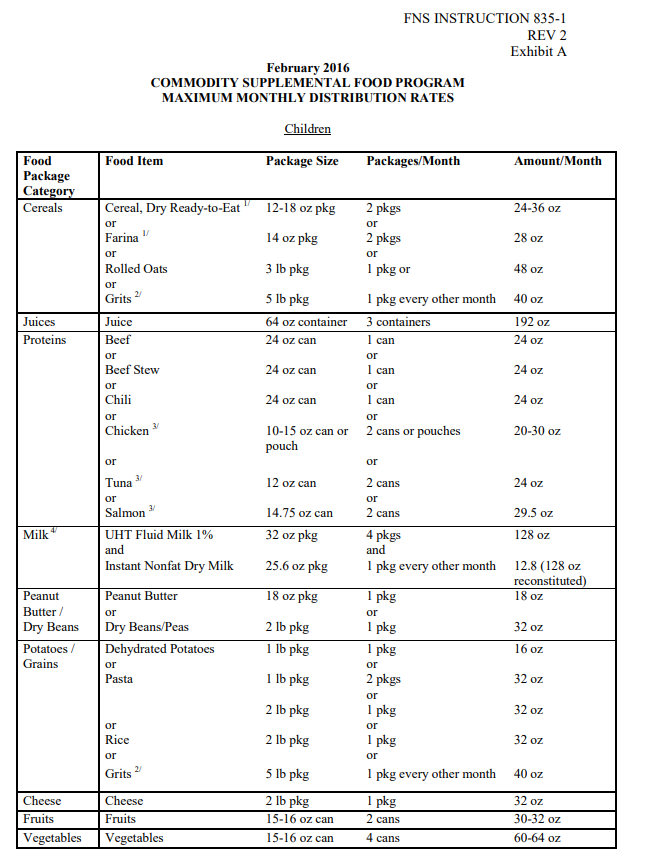 FNS INSTRUCTION 835-1
REV 2
Exhibit A
February 2016
COMMODITY SUPPLEMENTAL FOOD PROGRAM
MAXIMUM MONTHLY DISTRIBUTION RATES
Children
Food Package Category Food Item Package Size Packages/Month Amount/Month
Cereals Cereal, Dry Ready-to-Eat 1/ 12-18 oz pkg 2 pkgs 24-36 oz
or or
Farina 1/ 14 oz pkg 2 pkgs 28 oz
or or
Rolled Oats 3 lb pkg 1 pkg or 48 oz
or
Grits 2/ 5 lb pkg 1 pkg every other month 40 oz
Juices Juice 64 oz container 3 containers 192 oz
Proteins Beef 24 oz can 1 can 24 oz
or or
Beef Stew 24 oz can 1 can 24 oz
or or
Chili 24 oz can 1 can 24 oz
or or
Chicken 3/ 10-15 oz can or 2 cans or pouches 20-30 oz
pouch
or or
Tuna 3/ 12 oz can 2 cans 24 oz
or or
Salmon 3/ 14.75 oz can 2 cans 29.5 oz
Milk 4/ UHT Fluid Milk 1% 32 oz pkg 4 pkgs 128 oz
and and
Instant Nonfat Dry Milk 25.6 oz pkg 1 pkg every other month 12.8 (128 oz
reconstituted)
Peanut Peanut Butter 18 oz pkg 1 pkg 18 oz
Butter / or or
Dry Beans Dry Beans/Peas 2 lb pkg 1 pkg 32 oz
Potatoes / Dehydrated Potatoes 1 lb pkg 1 pkg 16 oz
Grains or or
Pasta 1 lb pkg 2 pkgs 32 oz
or
2 lb pkg 1 pkg 32 oz
or or
Rice 2 lb pkg 1 pkg 32 oz
or or
Grits 2/ 5 lb pkg 1 pkg every other month 40 oz
Cheese Cheese 2 lb pkg 1 pkg 32 oz
Fruits Fruits 15-16 oz can 2 cans 30-32 oz
Vegetables Vegetables 15-16 oz can 4 cans 60-64 oz